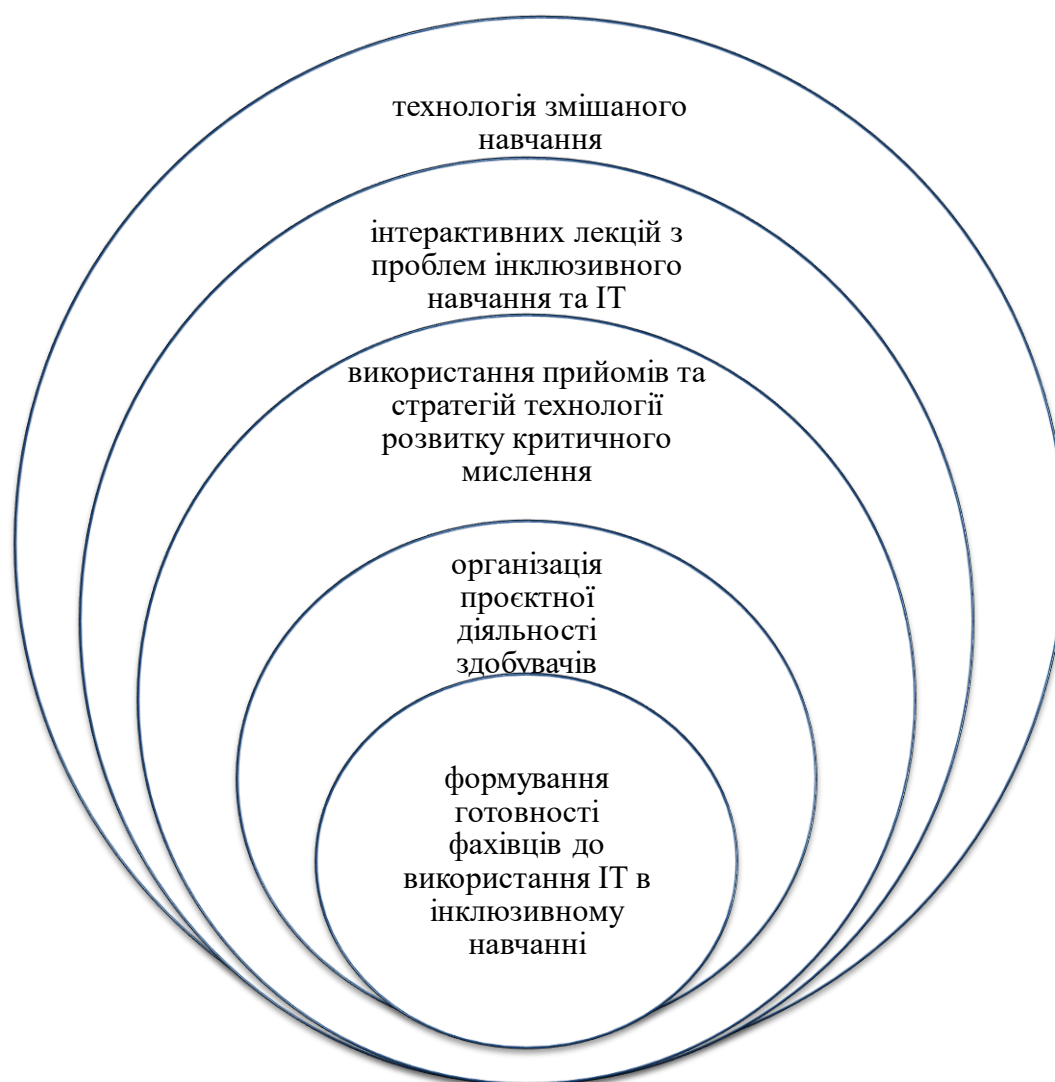 технологія змішаного
навчання
інтерактивних лекцій з
проблем інклюзивного
навчання та ІТ
використання прийомів та
стратегій технології
розвитку критичного
мислення
організація
проєктної
діяльності
здобувачів
формування
готовності
фахівців до
використання ІТ в
інклюзивному
навчанні